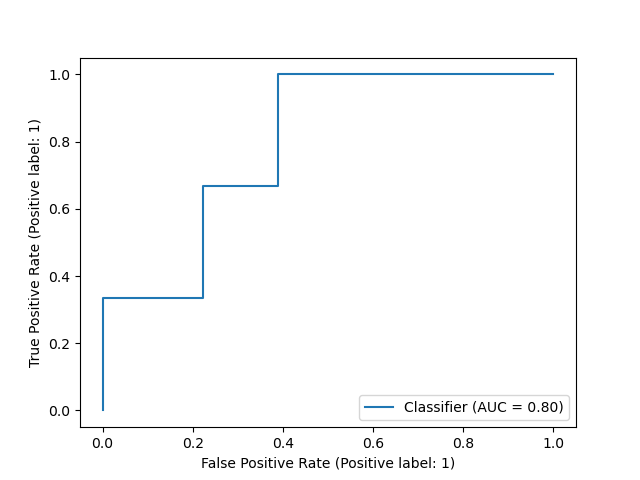 1.0
0.8
0.6
0.4
0.2
0.0
True Positive Rate (Positive label: 1)
Classifier (AUC = 0.80)
0.0 0.2 0.4 0.6 0.8 1.0
False Positive Rate (Positive label: 1)